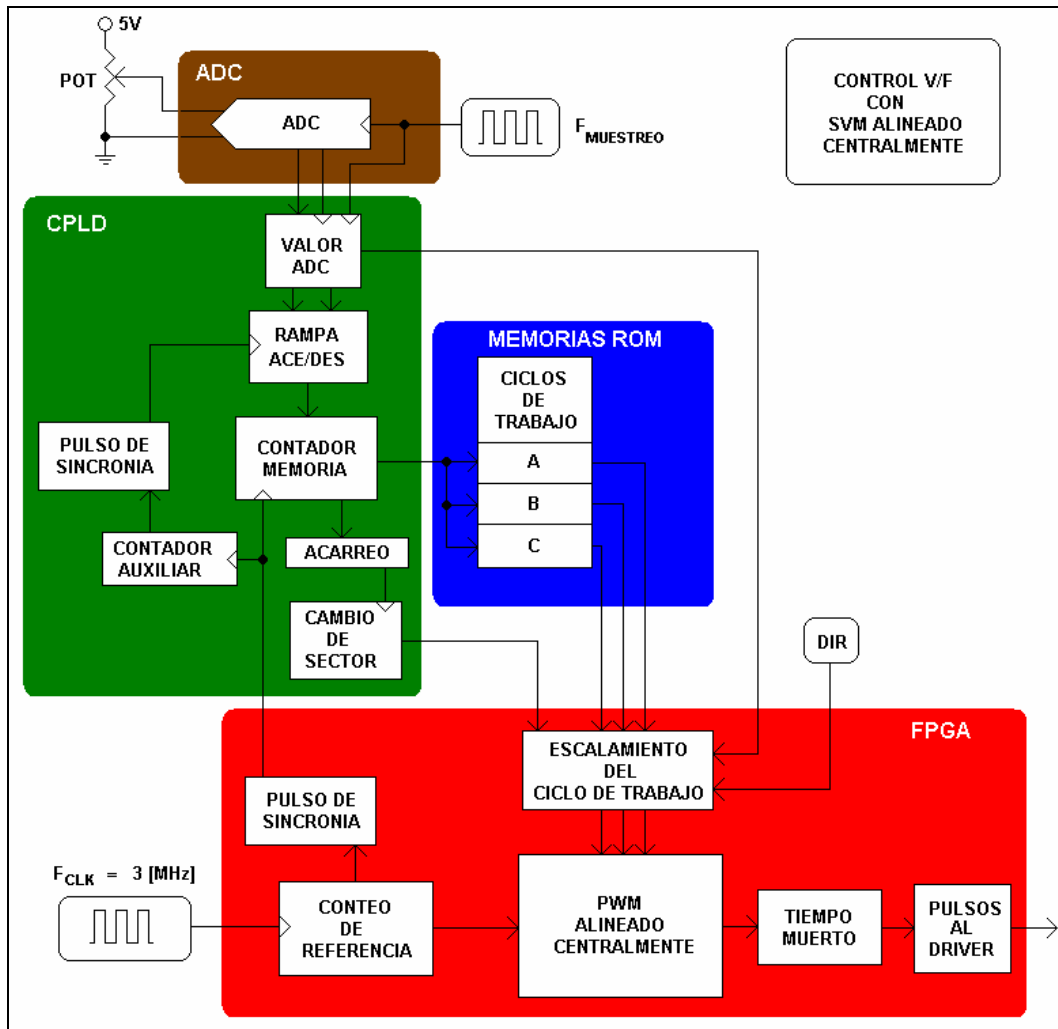 5V
POT
ADC
ADC
F MUESTREO
CONTROL V/F
CON
SVM ALINEADO
CENTRALMENTE
CPLD
VALOR
ADC
RAMPA
ACE/DES
PULSO DE
SINCRONIA
CONTADOR
MEMORIA
CONTADOR
AUXILIAR
ACARREO
CAMBIO
DE
SECTOR
MEMORIAS ROM
CICLOS
DE
TRABAJO
A
B
C
DIR
FPGA
ESCALAMIENTO
DEL
CICLO DE TRABAJO
PULSO DE
SINCRONIA
F CLK = 3 [MHz]
CONTEO
DE
REFERENCIA
PWM
ALINEADO
CENTRALMENTE
TIEMPO
MUERTO
PULSOS
AL
DRIVER